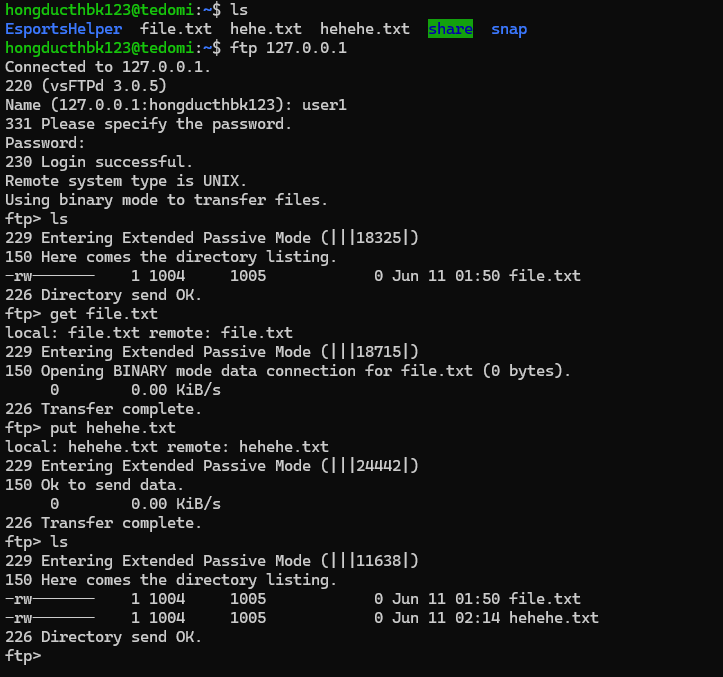 hongducthbk123@tedomi:~$ ls
EsportsHelper  file.txt  hehe.txt  hehehe.txt  share  snap
hongducthbk123@tedomi:~$ ftp 127.0.0.1
Connected to 127.0.0.1.
220 (vsFTPd 3.0.5)
Name (127.0.0.1:hongducthbk123): user1
331 Please specify the password.
Password:
230 Login successful.
Remote system type is UNIX.
Using binary mode to transfer files.
ftp> ls
229 Entering Extended Passive Mode (|||18325|)
150 Here comes the directory listing.
-rw-------    1 1004     1005            0 Jun 11 01:50 file.txt
226 Directory send OK.
ftp> get file.txt
local: file.txt remote: file.txt
229 Entering Extended Passive Mode (|||18715|)
150 Opening BINARY mode data connection for file.txt (0 bytes).
     0        0.00 KiB/s
226 Transfer complete.
ftp> put hehehe.txt
local: hehehe.txt remote: hehehe.txt
229 Entering Extended Passive Mode (|||24442|)
150 Ok to send data.
     0        0.00 KiB/s
226 Transfer complete.
ftp> ls
229 Entering Extended Passive Mode (|||11638|)
150 Here comes the directory listing.
-rw-------    1 1004     1005            0 Jun 11 01:50 file.txt
-rw-------    1 1004     1005            0 Jun 11 02:14 hehehe.txt
226 Directory send OK.
ftp>